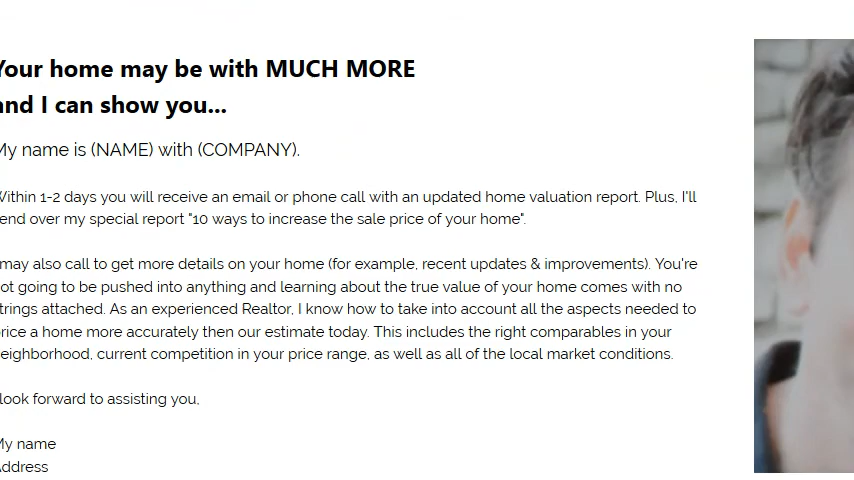 Your home may be with MUCH MORE
and I can show you...
My name is (NAME) with (COMPANY).
Within 1-2 days you will receive an email or phone call with an updated home valuation report. Plus, I'll
send over my special report "10 ways to increase the sale price of your home".
may also call to get more details on your home (for example, recent updates & improvements). You're
not going to be pushed into anything and learning about the true value of your home comes with no
strings attached. As an experienced Realtor, I know how to take into account all the aspects needed to
price a home more accurately then our estimate today. This includes the right comparables in your
neighborhood, current competition in your price range, as well as all of the local market conditions.
look forward to assisting you,
My name
Address